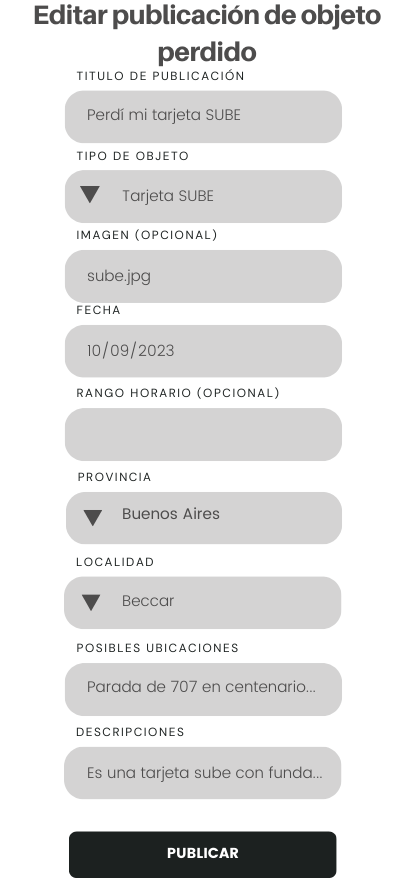 Editar publicación de objeto
perdido
TITULO DE PUBLICACIÓN
Perdí mi tarjeta SUBE
TIPO DE OBJETO
Tarjeta SUBE
IMAGEN (OPCIONAL)
sube.jpg
FECHA
10/09/2023
RANGO HORARIO (OPCIONAL)
PROVINCIA
Buenos Aires
LOCALIDAD
Beccar
POSIBLES UBICACIONES
Parada de 707 en centenario...
DESCRIPCIONES
Es una tarjeta sube con funda...
PUBLICAR